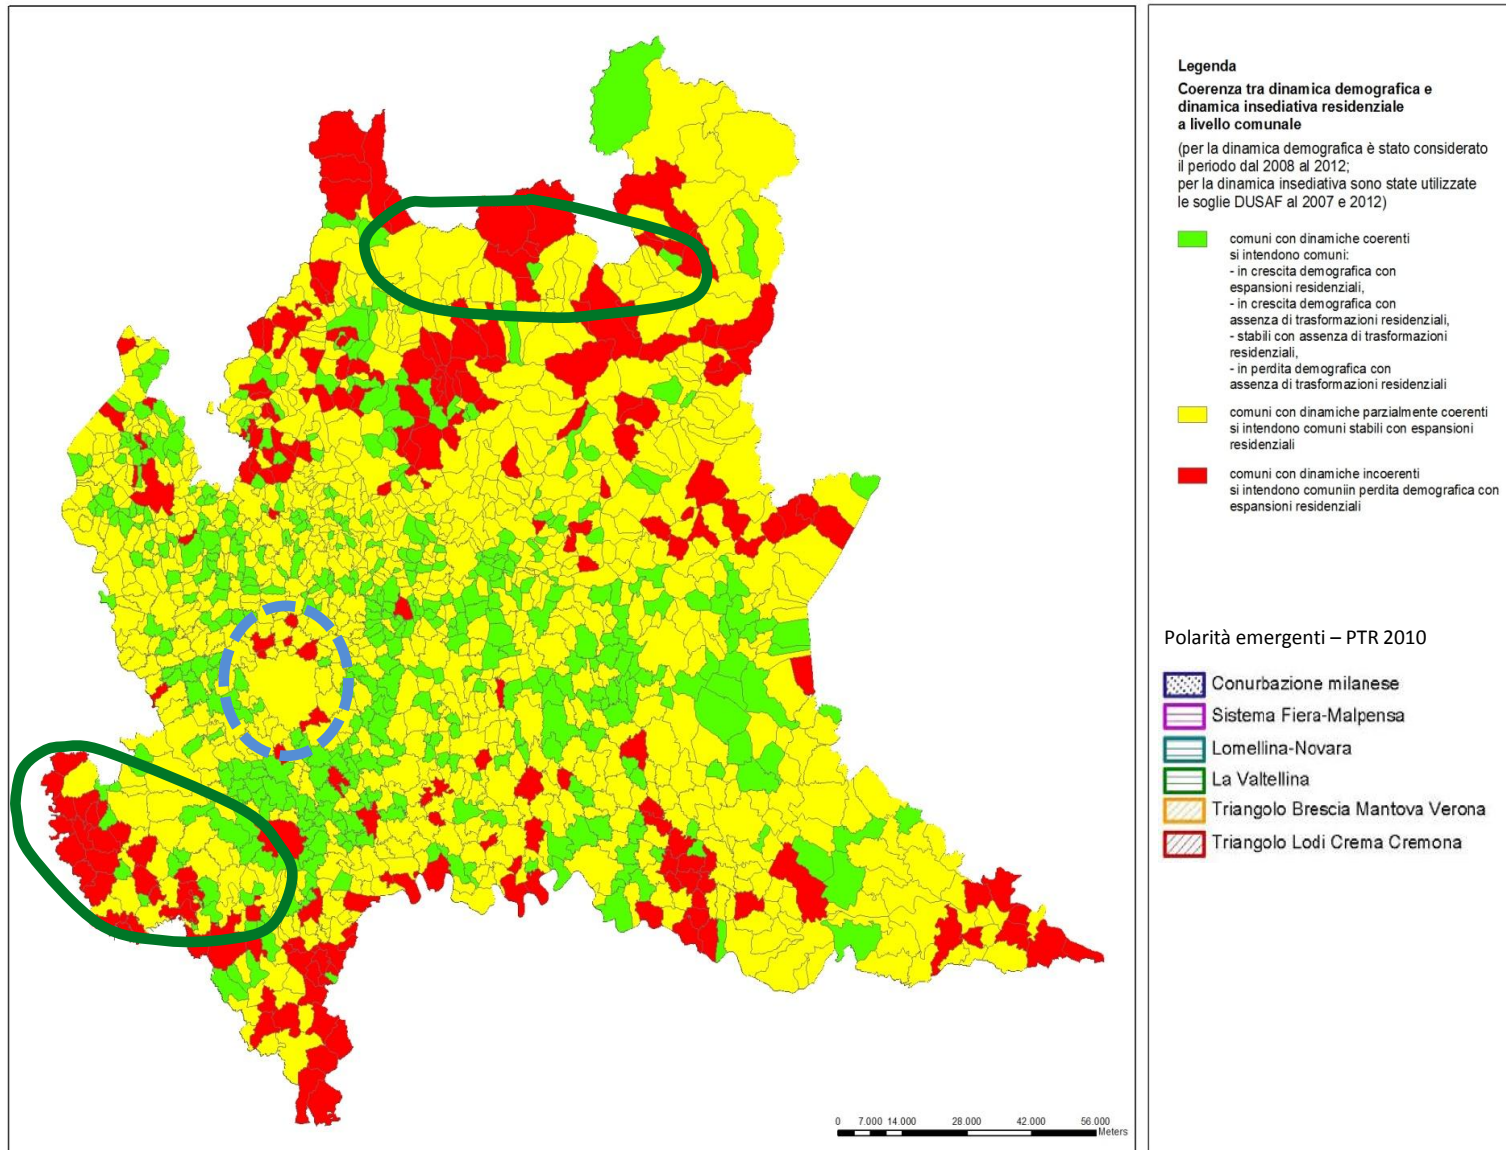 Legenda
Coerenza tra dinamica demografica e
dinamica insediativa residenziale
a livello comunale
(per la dinamica demografica è stato considerato
il periodo dal 2008 al 2012;
per la dinamica insediativa sono state utilizzate
le soglie DUSAF al 2007 e 2012)
comuni con dinamiche coerenti
si intendono comuni:
- in crescita demografica con
espansioni residenziali,
- in crescita demografica con
assenza di trasformazioni residenziali,
- stabili con assenza di trasformazioni
residenziali,
- in perdita demografica con
assenza di trasformazioni residenziali
comuni con dinamiche parzialmente coerenti
si intendono comuni stabili con espansioni
residenziali
comuni con dinamiche incoerenti
si intendono comuniin perdita demografica con
espansioni residenziali
Polarità emergenti – PTR 2010
Conurbazione milanese
Sistema Fiera-Malpensa
Lomellina-Novara
La Valtellina
Triangolo Brescia Mantova Verona
Triangolo Lodi Crema Cremona
0 7.000 14.000 28.000 42.000 56.000
Meters